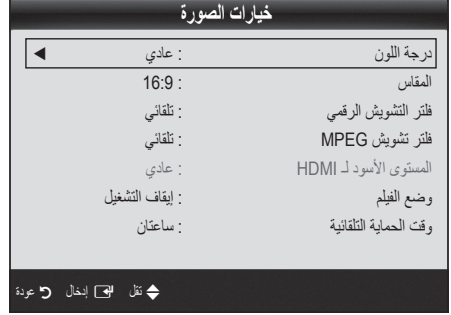 خيارات الصورة
درجة اللون : عادي
المقاس : 16:9
فلتر التشويش الرقمي : تلقائي
فلتر تشويش MPEG : تلقائي
المستوى الأسود لـ HDMI : عادي
وضع الفيلم : إيقاف التشغيل
وقت الحماية التلقائية : ساعتان
نقل إدخال عودة